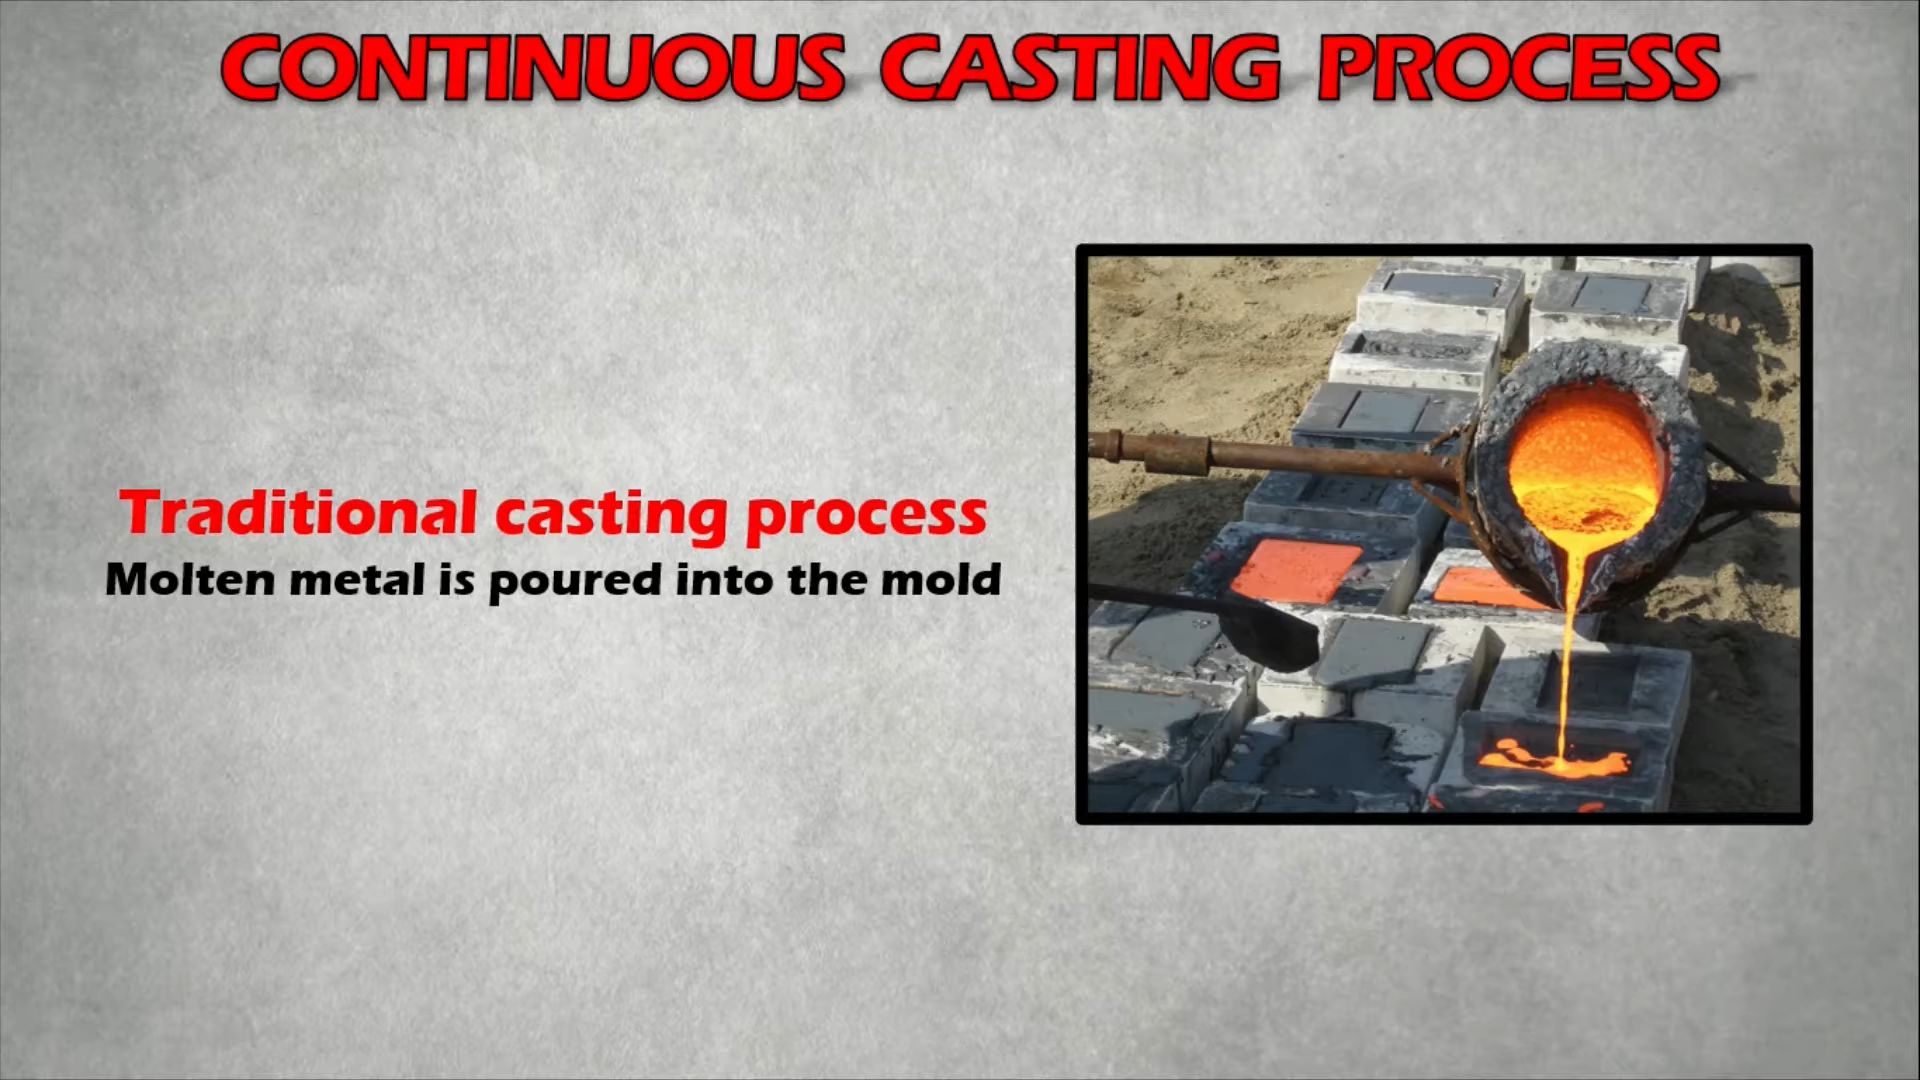 CONTINUOUS CASTING PROCESS
Traditional casting process
Molten metal is poured into the mold